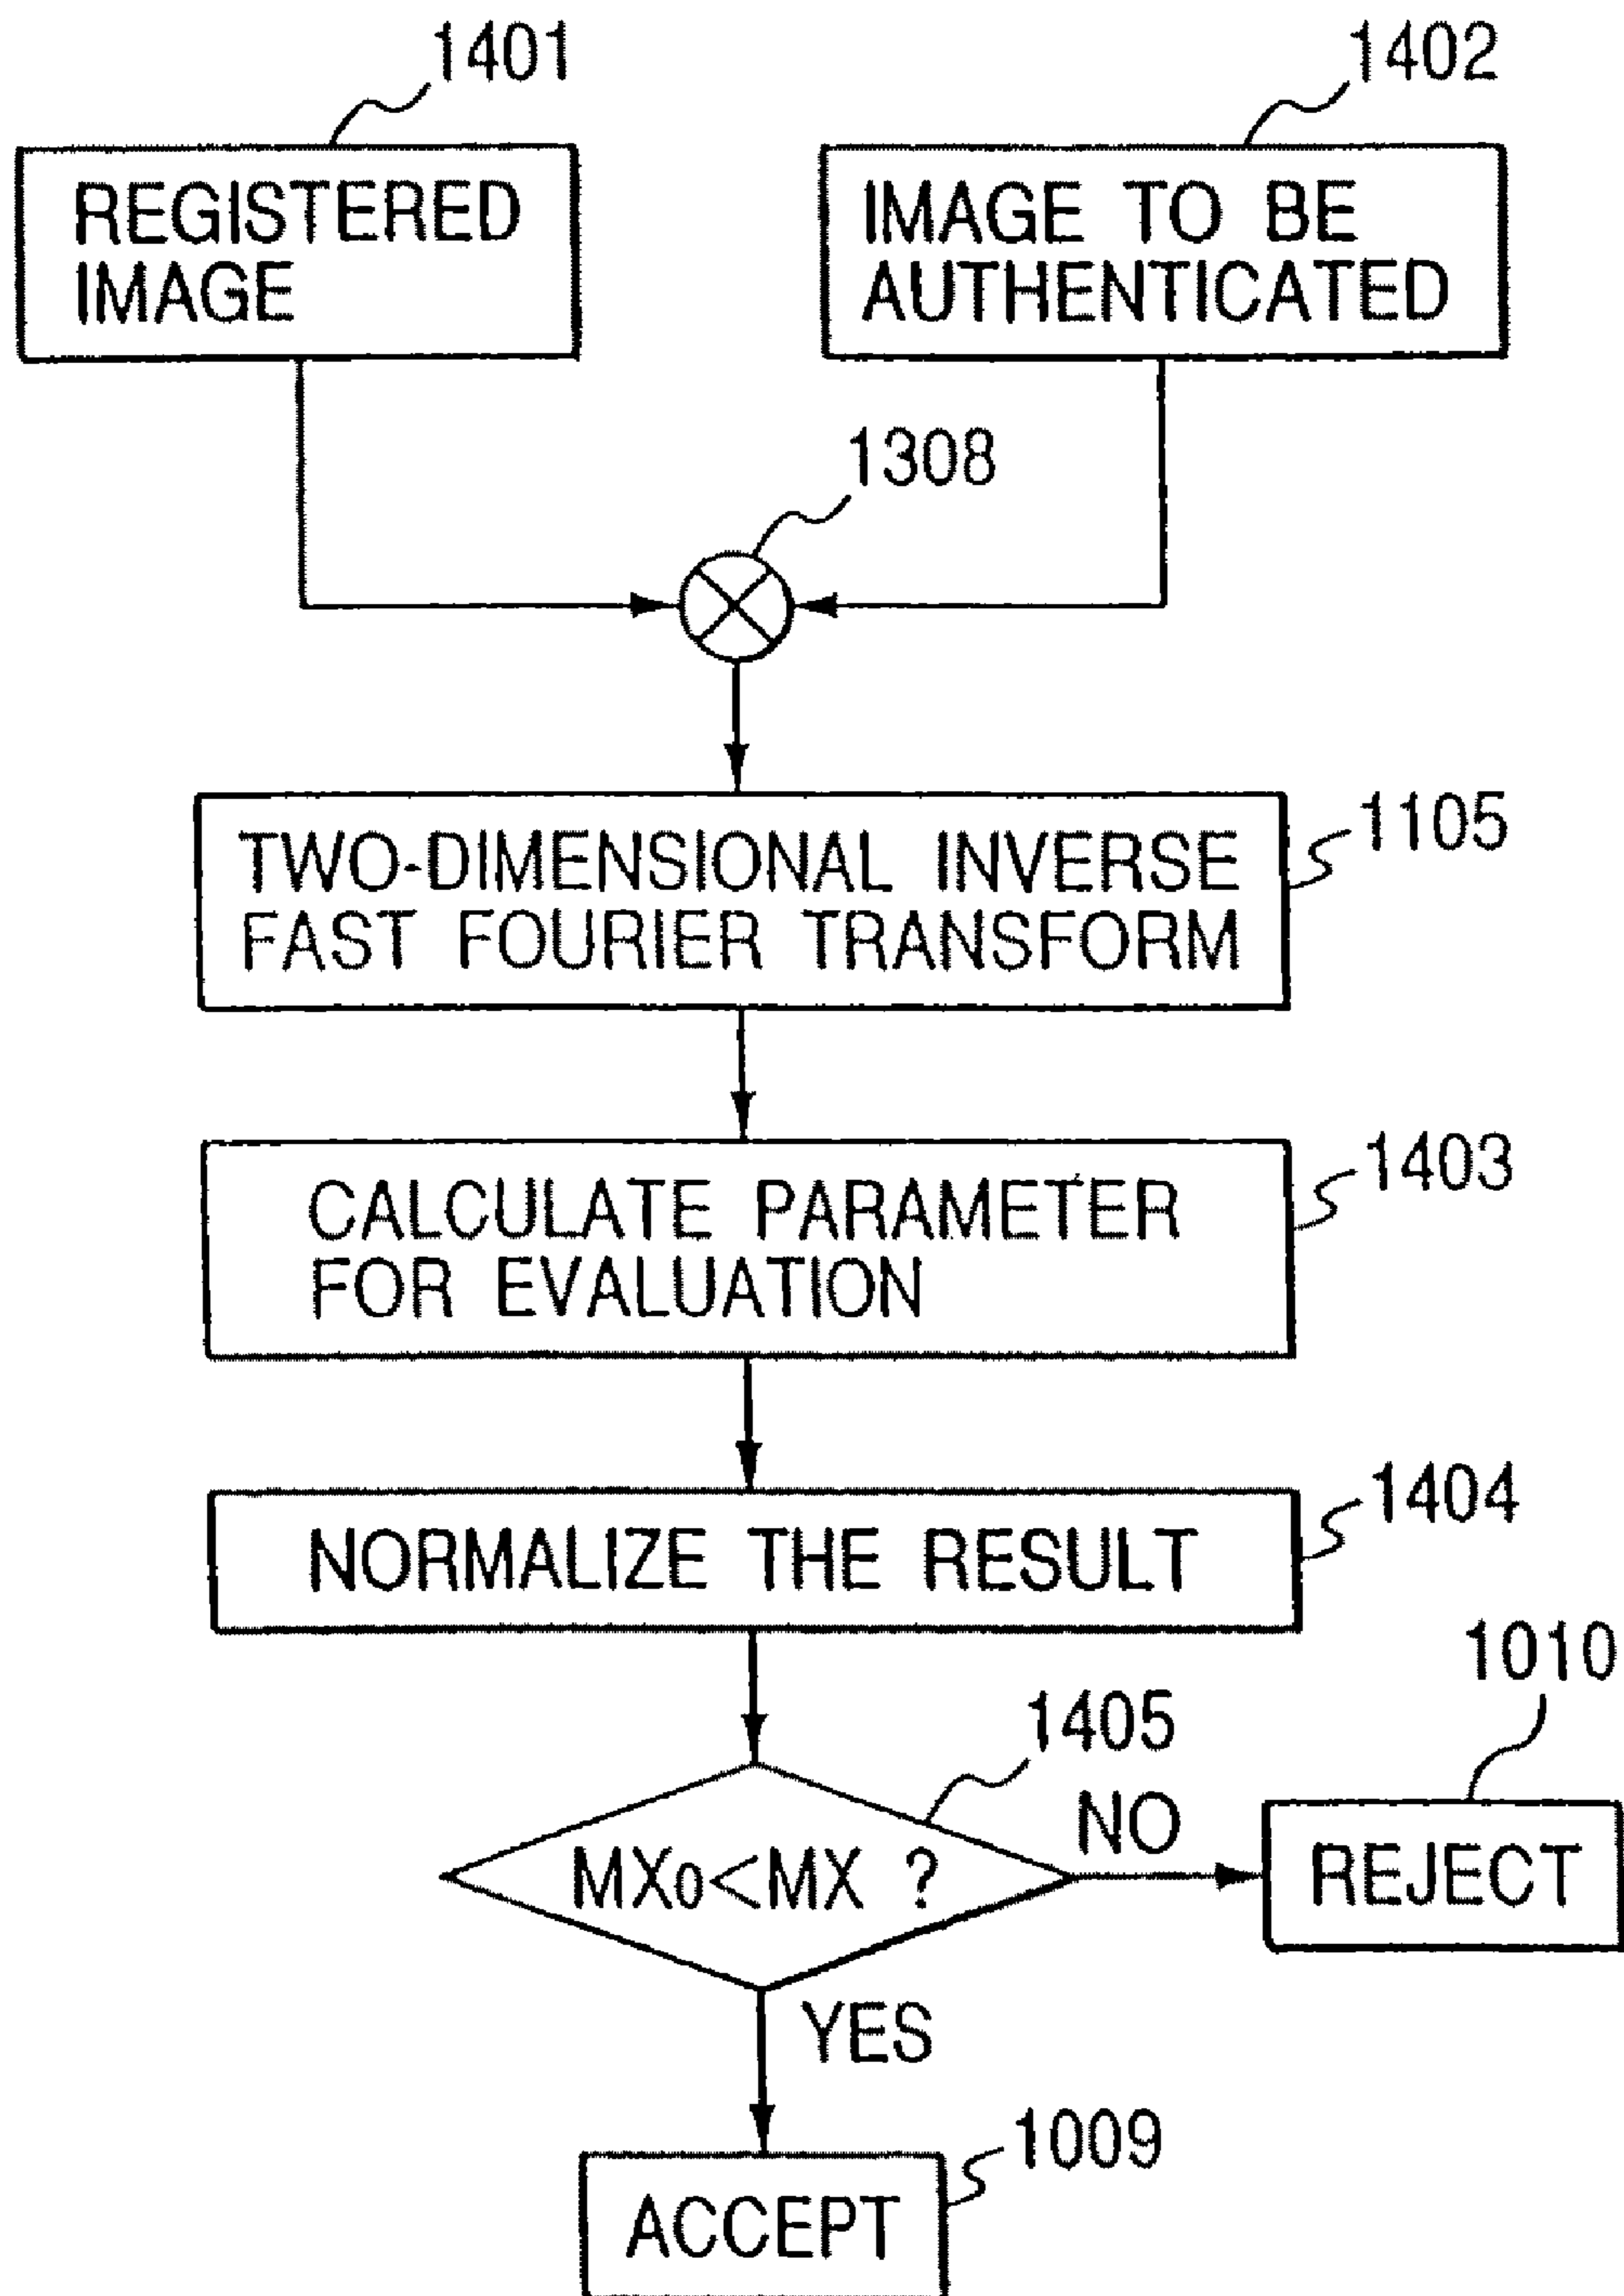 1401
1402
REGISTERED
IMAGE
IMAGE TO BE
AUTHENTICATED
1308
1105
TWO-DIMENSIONAL INVERSE
FAST FOURIER TRANSFORM
1403
CALCULATE PARAMETER
FOR EVALUATION
1404
NORMALIZE THE RESULT
1010
1405
NO
MX₀<MX ?
REJECT
YES
1009
ACCEPT